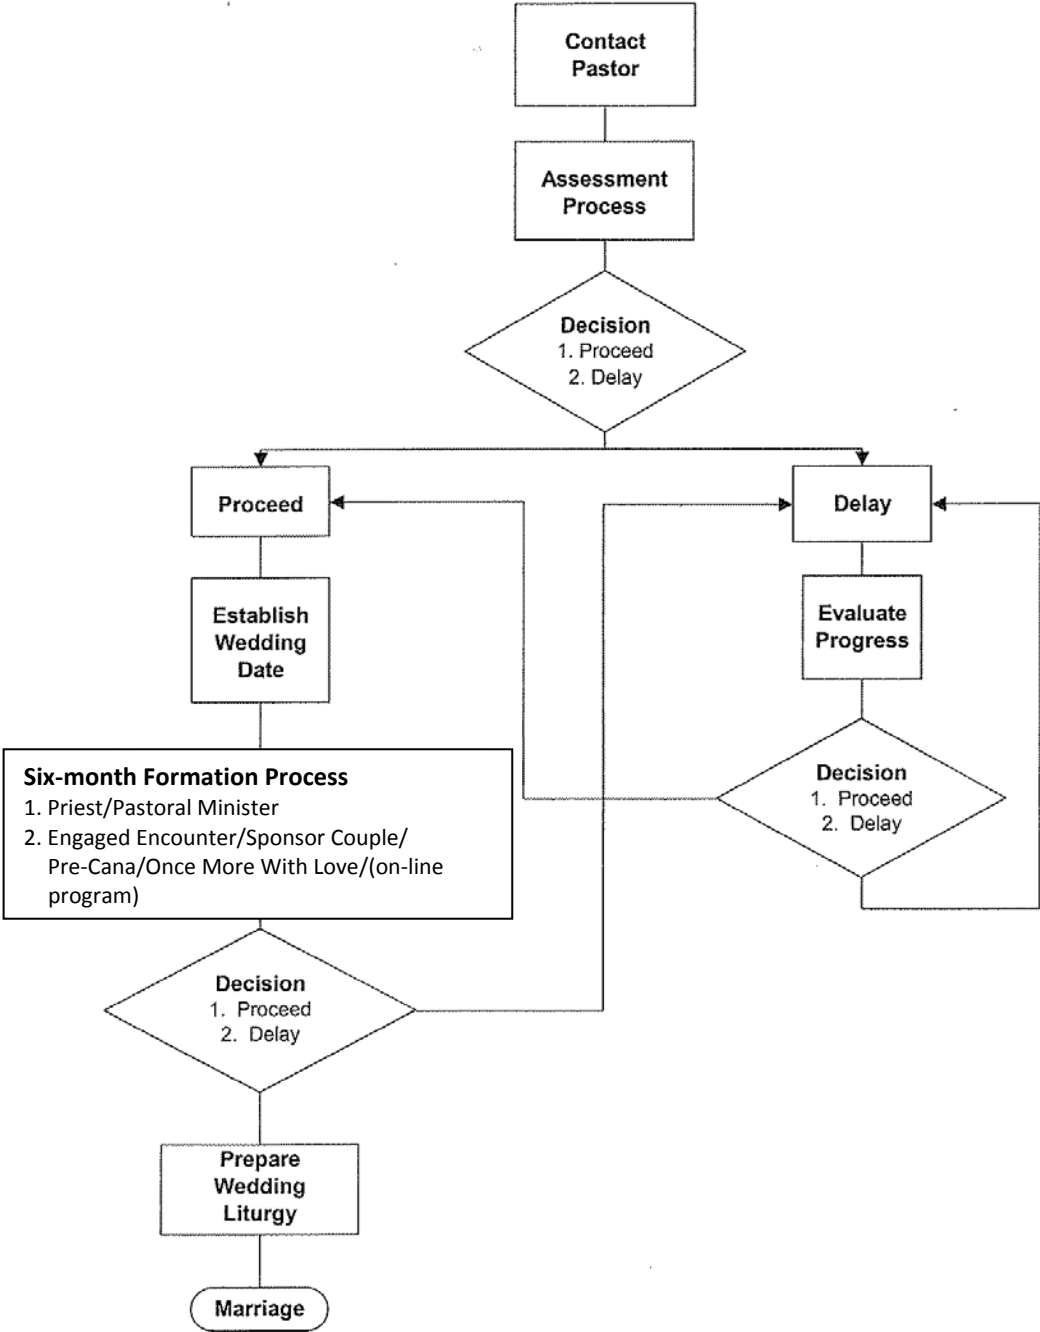 Contact
Pastor
Assessment
Process
Decision
1. Proceed
2. Delay
Proceed
Delay
Establish
Wedding
Date
Evaluate
Progress
Six-month Formation Process
1. Priest/Pastoral Minister
2. Engaged Encounter/Sponsor Couple/
Pre-Cana/Once More With Love/(on-line
program)
Decision
1. Proceed
2. Delay
Decision
1. Proceed
2. Delay
Prepare
Wedding
Liturgy
Marriage